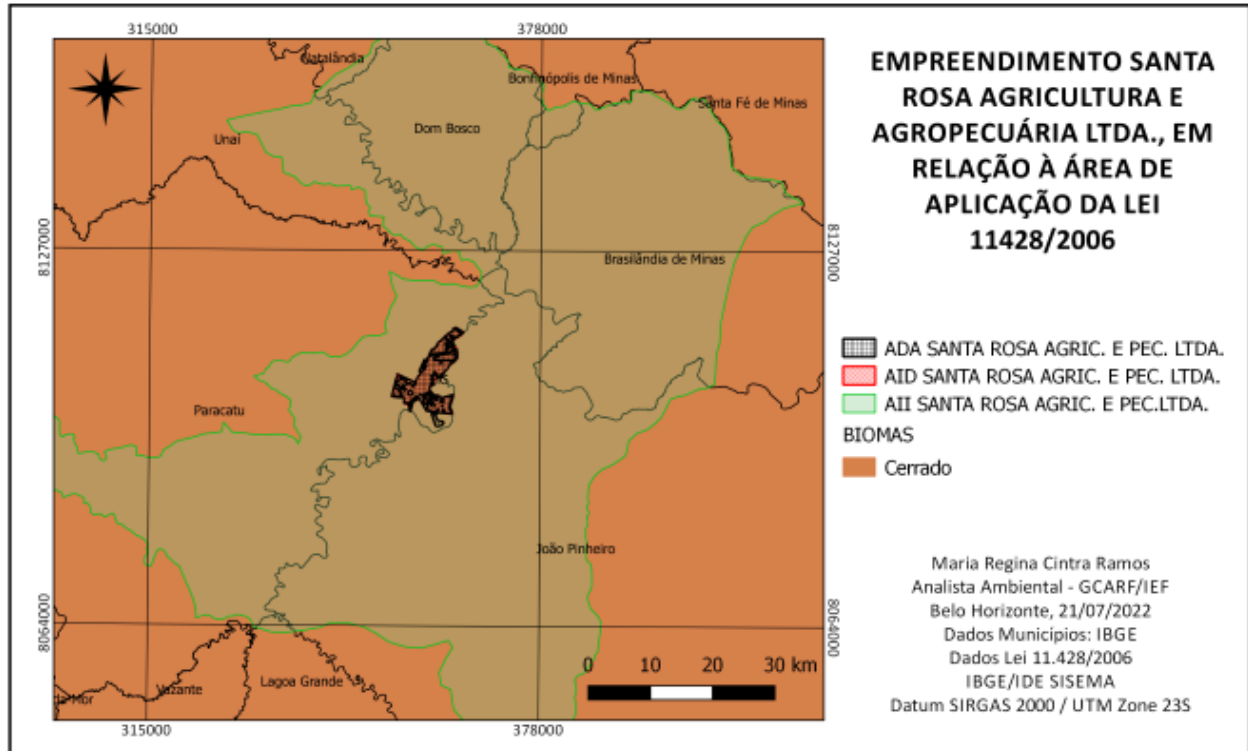 315000
378000
EMPREENDIMENTO SANTA
ROSA AGRICULTURA E
AGROPECUÁRIA LTDA., EM
RELAÇÃO À ÁREA DE
APLICAÇÃO DA LEI
11428/2006
Natalândia
Bonfinópolis de Minas
Santa Fé de Minas
Dom Bosco
Unaí
8127000
8127000
Brasilândia de Minas
ADA SANTA ROSA AGRIC. E PEC. LTDA.
AID SANTA ROSA AGRIC. E PEC. LTDA.
AII SANTA ROSA AGRIC. E PEC.LTDA.
BIOMAS
Cerrado
Paracatu
João Pinheiro
8064000
8064000
0 10 20 30 km
Vazante
Lagoa Grande
da-Mor
315000
378000
Maria Regina Cintra Ramos
Analista Ambiental - GCARF/IEF
Belo Horizonte, 21/07/2022
Dados Municípios: IBGE
Dados Lei 11.428/2006
IBGE/IDE SISEMA
Datum SIRGAS 2000 / UTM Zone 23S